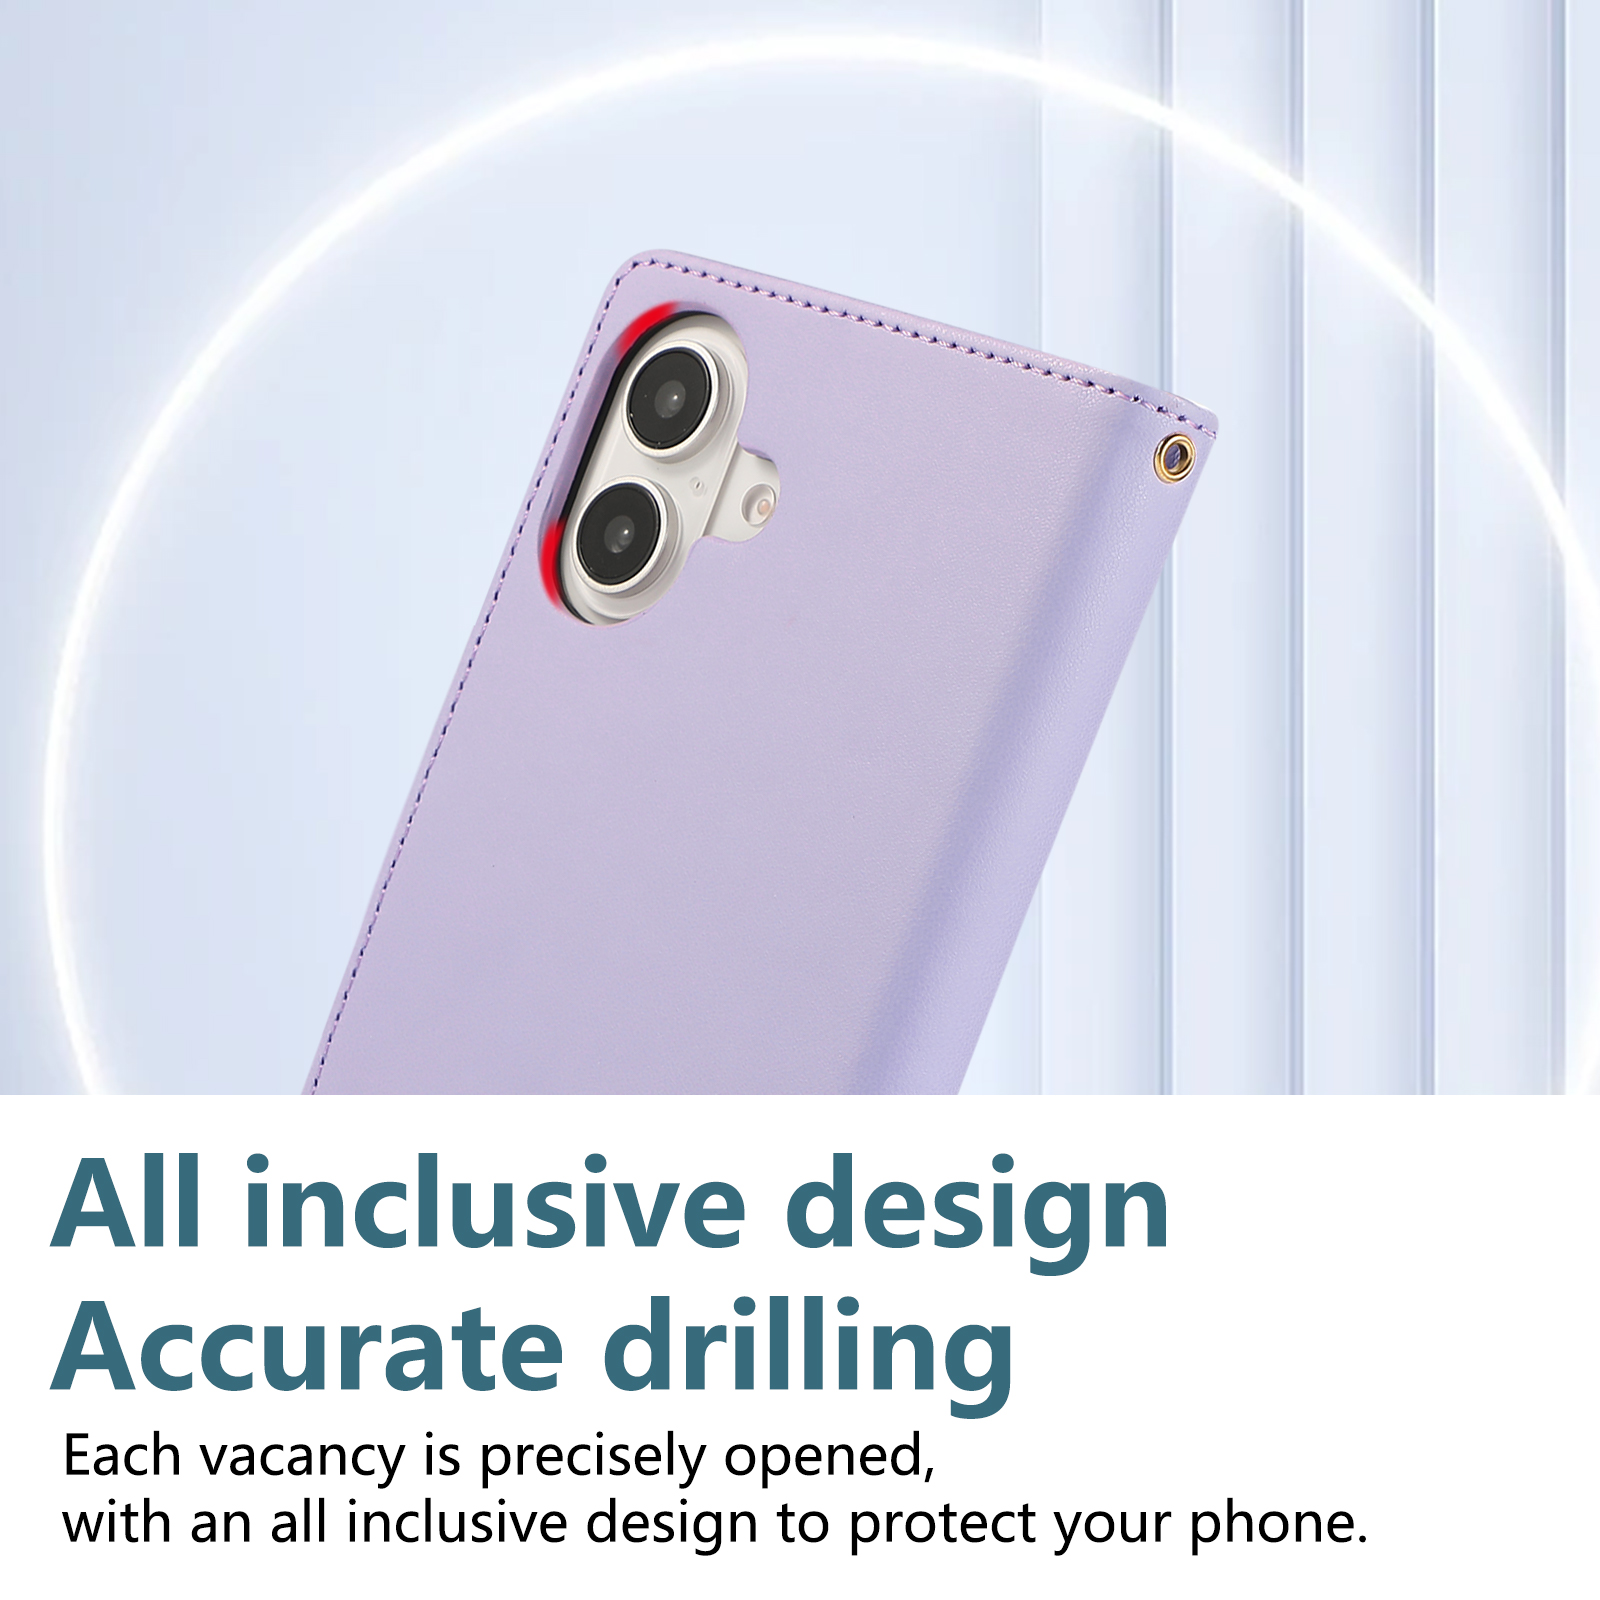 All inclusive design
Accurate drilling
Each vacancy is precisely opened,
with an all inclusive design to protect your phone.